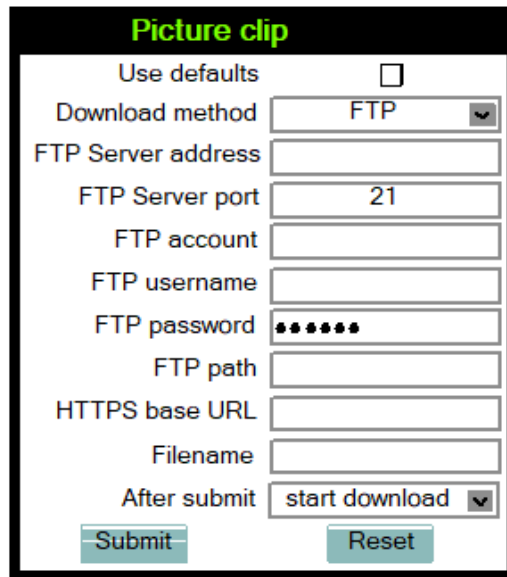 Picture clip
Use defaults
Download method FTP
FTP Server address
FTP Server port 21
FTP account
FTP username
FTP password ••••••
FTP path
HTTPS base URL
Filename
After submit start download
Submit Reset